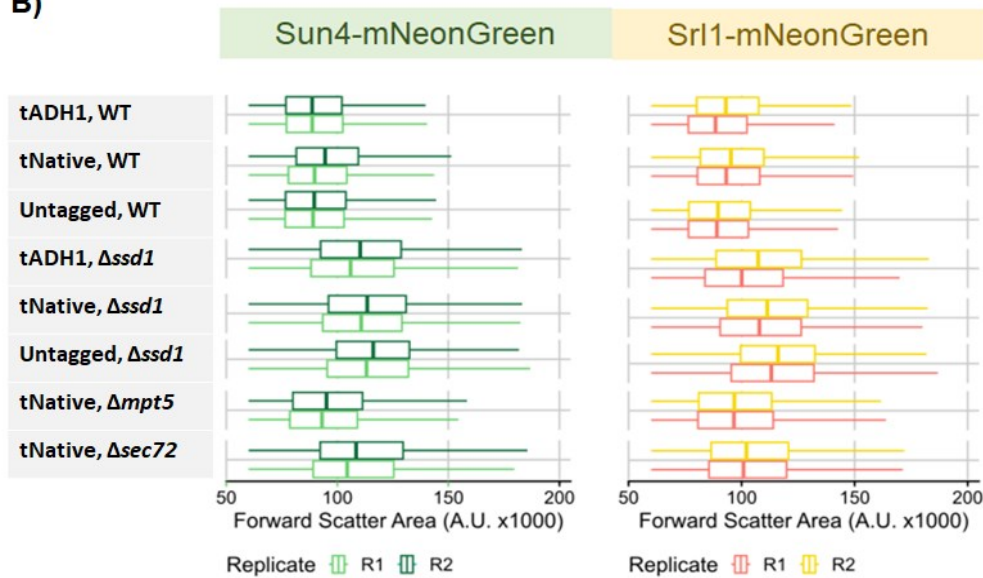 B)
Sun4-mNeonGreen
Srl1-mNeonGreen
tADH1, WT
tNative, WT
Untagged, WT
tADH1, Δssd1
tNative, Δssd1
Untagged, Δssd1
tNative, Δmpt5
tNative, Δsec72
50 100 150 200
50 100 150 200
Forward Scatter Area (A.U. x1000)
Forward Scatter Area (A.U. x1000)
Replicate R1 R2
Replicate R1 R2